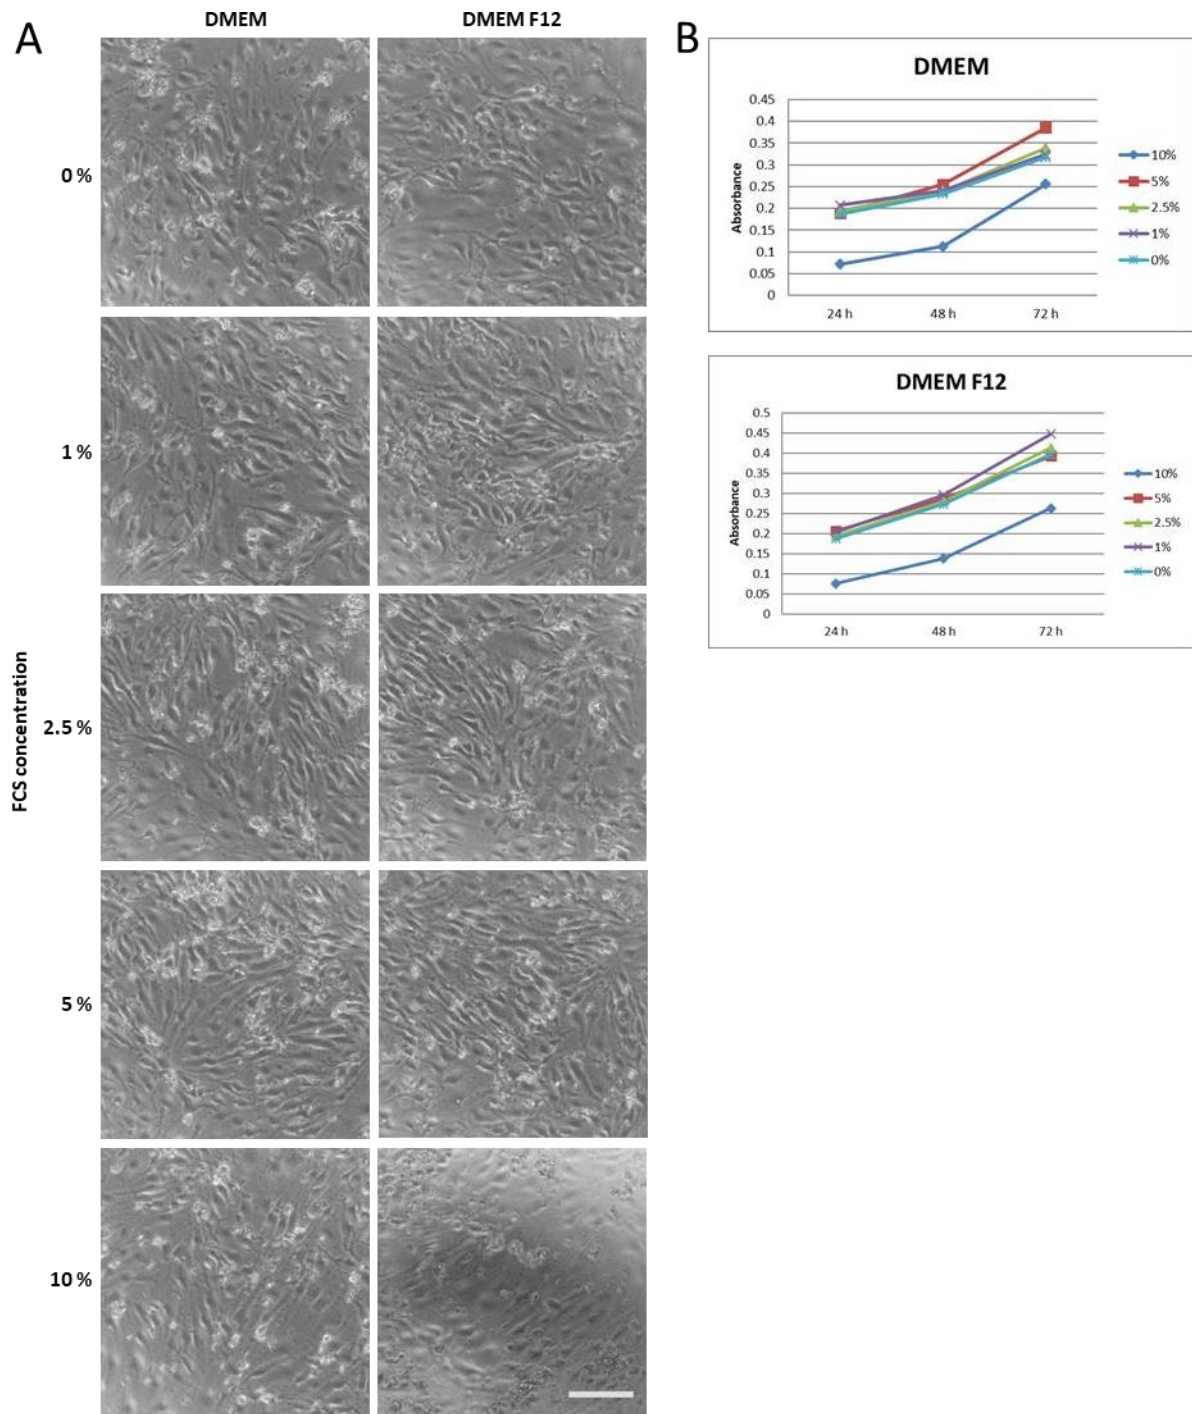 A
DMEM
DMEM F12
FCS concentration
0 %
1 %
2.5 %
5 %
10 %
B
DMEM
Absorbance
0.45
0.4
0.35
0.3
0.25
0.2
0.15
0.1
0.05
0
24 h
48 h
72 h
10%
5%
2.5%
1%
0%
DMEM F12
Absorbance
0.5
0.45
0.4
0.35
0.3
0.25
0.2
0.15
0.1
0.05
0
24 h
48 h
72 h
10%
5%
2.5%
1%
0%